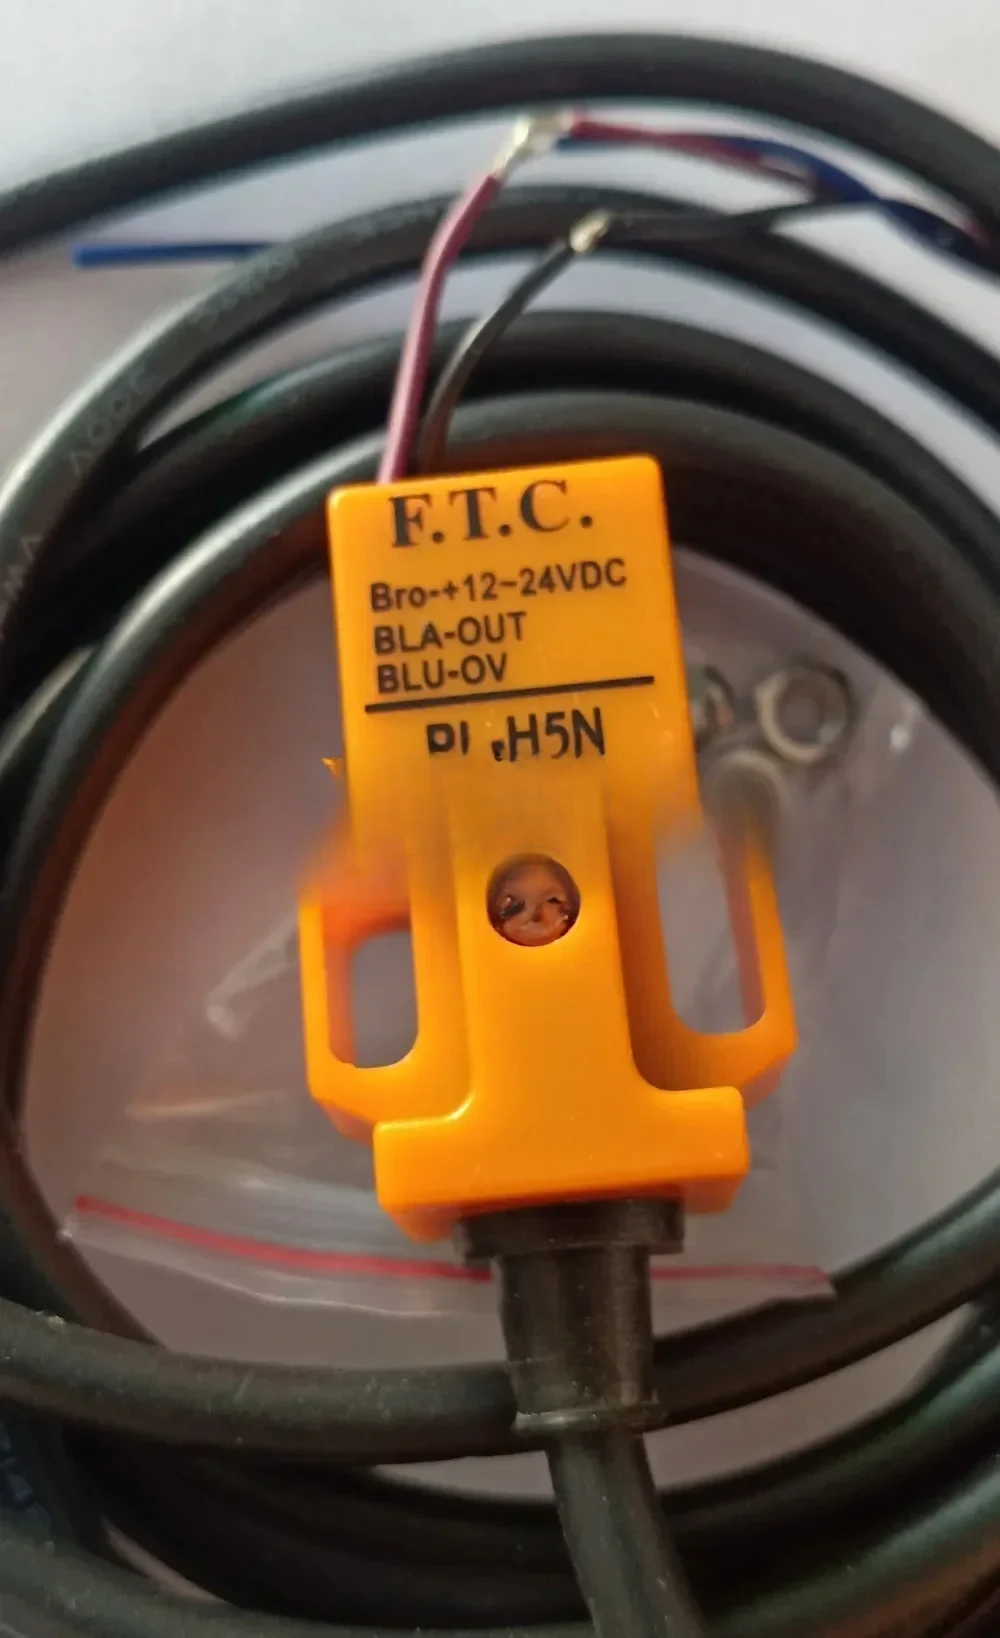 F.T.C.
Bro-+12~24VDC
BLA-OUT
BLU-OV
H5N